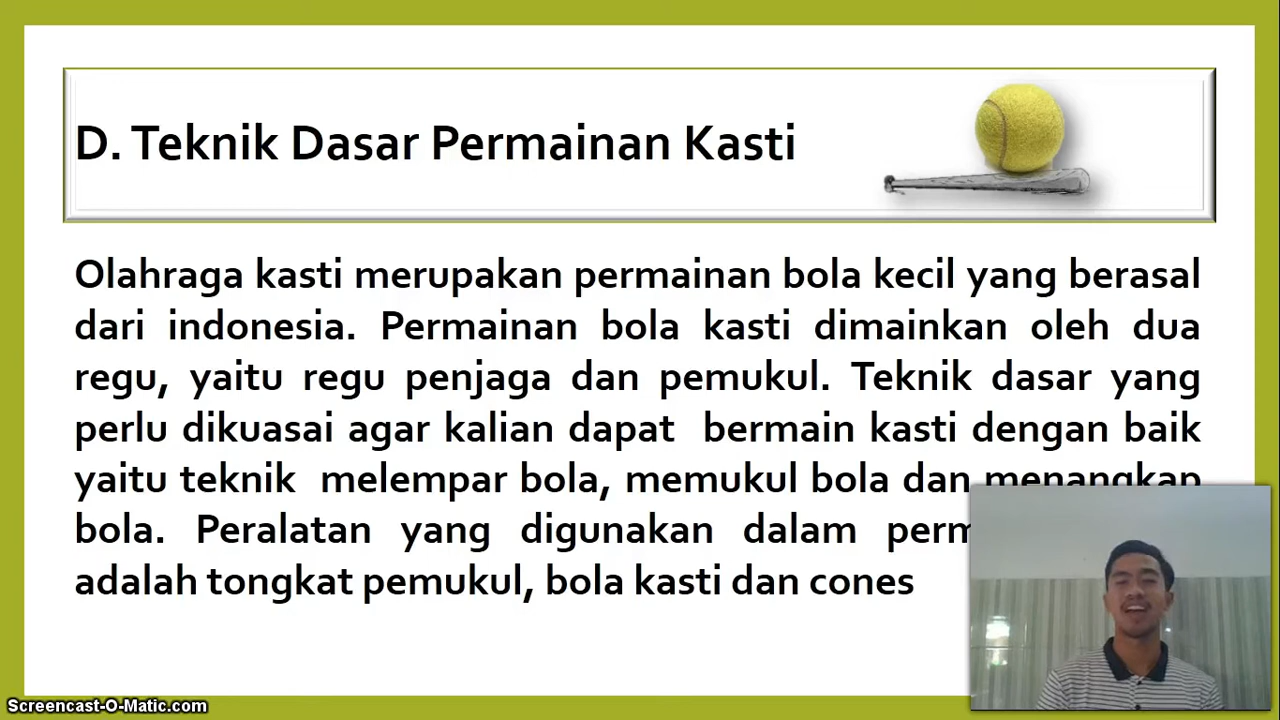 D. Teknik Dasar Permainan Kasti
Olahraga kasti merupakan permainan bola kecil yang berasal
dari indonesia. Permainan bola kasti dimainkan oleh dua
regu, yaitu regu penjaga dan pemukul. Teknik dasar yang
perlu dikuasai agar kalian dapat bermain kasti dengan baik
yaitu teknik melempar bola, memukul bola dan menangkap
bola. Peralatan yang digunakan dalam
adalah tongkat pemukul, bola kasti dan cones
Screencast-O-Matic.com